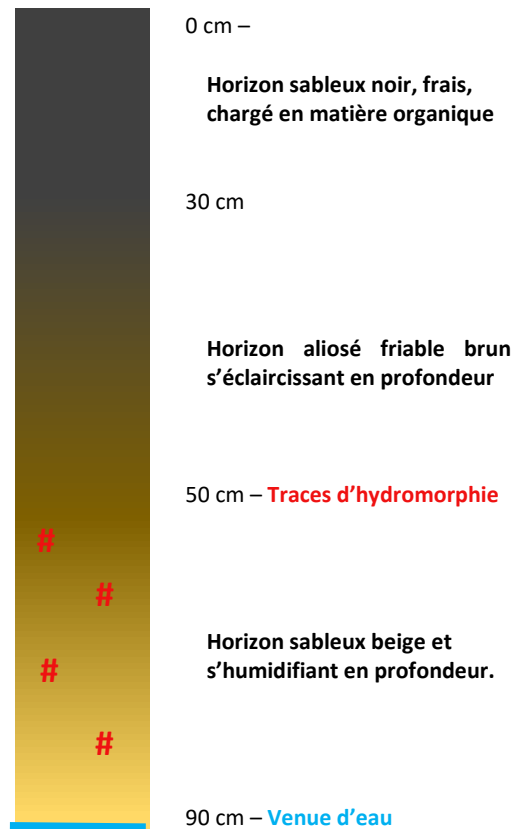 0 cm –
Horizon sableux noir, frais,
chargé en matière organique
30 cm
Horizon aliosé friable brun
s’éclaircissant en profondeur
50 cm – Traces d’hydromorphie
#
#
Horizon sableux beige et
s’humidifiant en profondeur.
#
#
90 cm – Venue d’eau